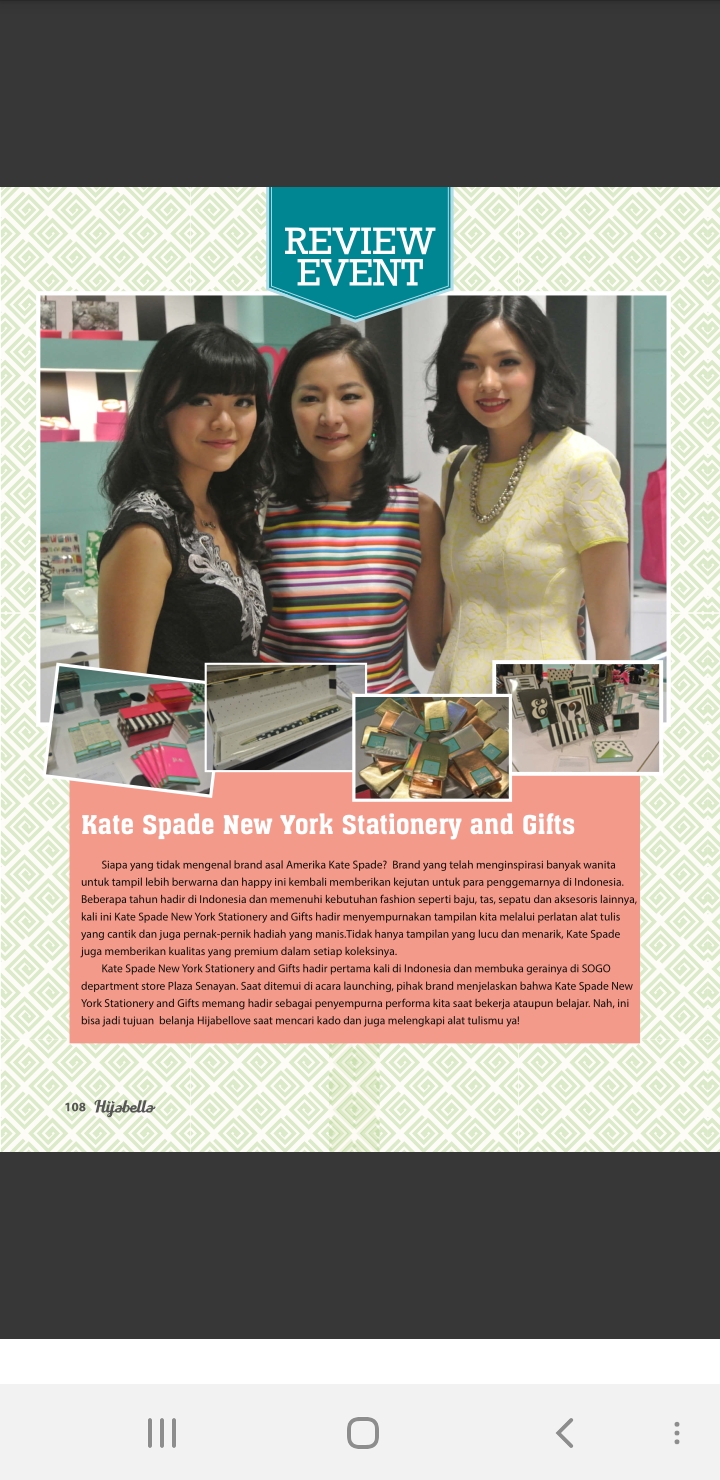 REVIEW
EVENT
Kate Spade New York Stationery and Gifts
Siapa yang tidak mengenal brand asal Amerika Kate Spade? Brand yang telah menginspirasi banyak wanita
untuk tampil lebih berwarna dan happy ini kembali memberikan kejutan untuk para penggemarnya di Indonesia.
Beberapa tahun hadir di Indonesia dan memenuhi kebutuhan fashion seperti baju, tas, sepatu dan aksesoris lainnya,
kali ini Kate Spade New York Stationery and Gifts hadir menyempurnakan tampilan kita melalui perlatan alat tulis
yang cantik dan juga pernak-pernik hadiah yang manis.Tidak hanya tampilan yang lucu dan menarik, Kate Spade
juga memberikan kualitas yang premium dalam setiap koleksinya.
Kate Spade New York Stationery and Gifts hadir pertama kali di Indonesia dan membuka gerainya di SOGO
department store Plaza Senayan. Saat ditemui di acara launching, pihak brand menjelaskan bahwa Kate Spade New
York Stationery and Gifts memang hadir sebagai penyempurna performa kita saat bekerja ataupun belajar. Nah, ini
bisa jadi tujuan belanja Hijabellove saat mencari kado dan juga melengkapi alat tulismu ya!
108 Hijabella